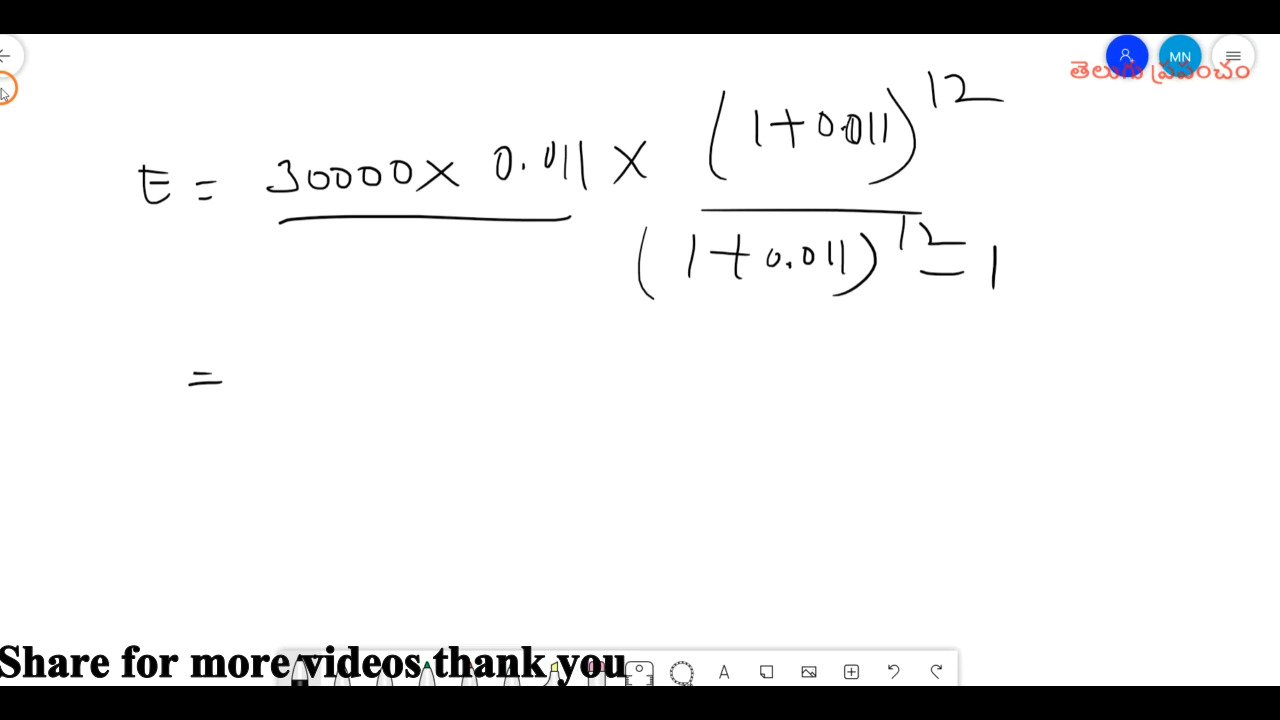 MN
తెలుగు ప్రపంచం
(1+0.011)12
E = 30000 X 0.011 X
(1+0.011)12 - 1
=
Share for more videos thank you
A